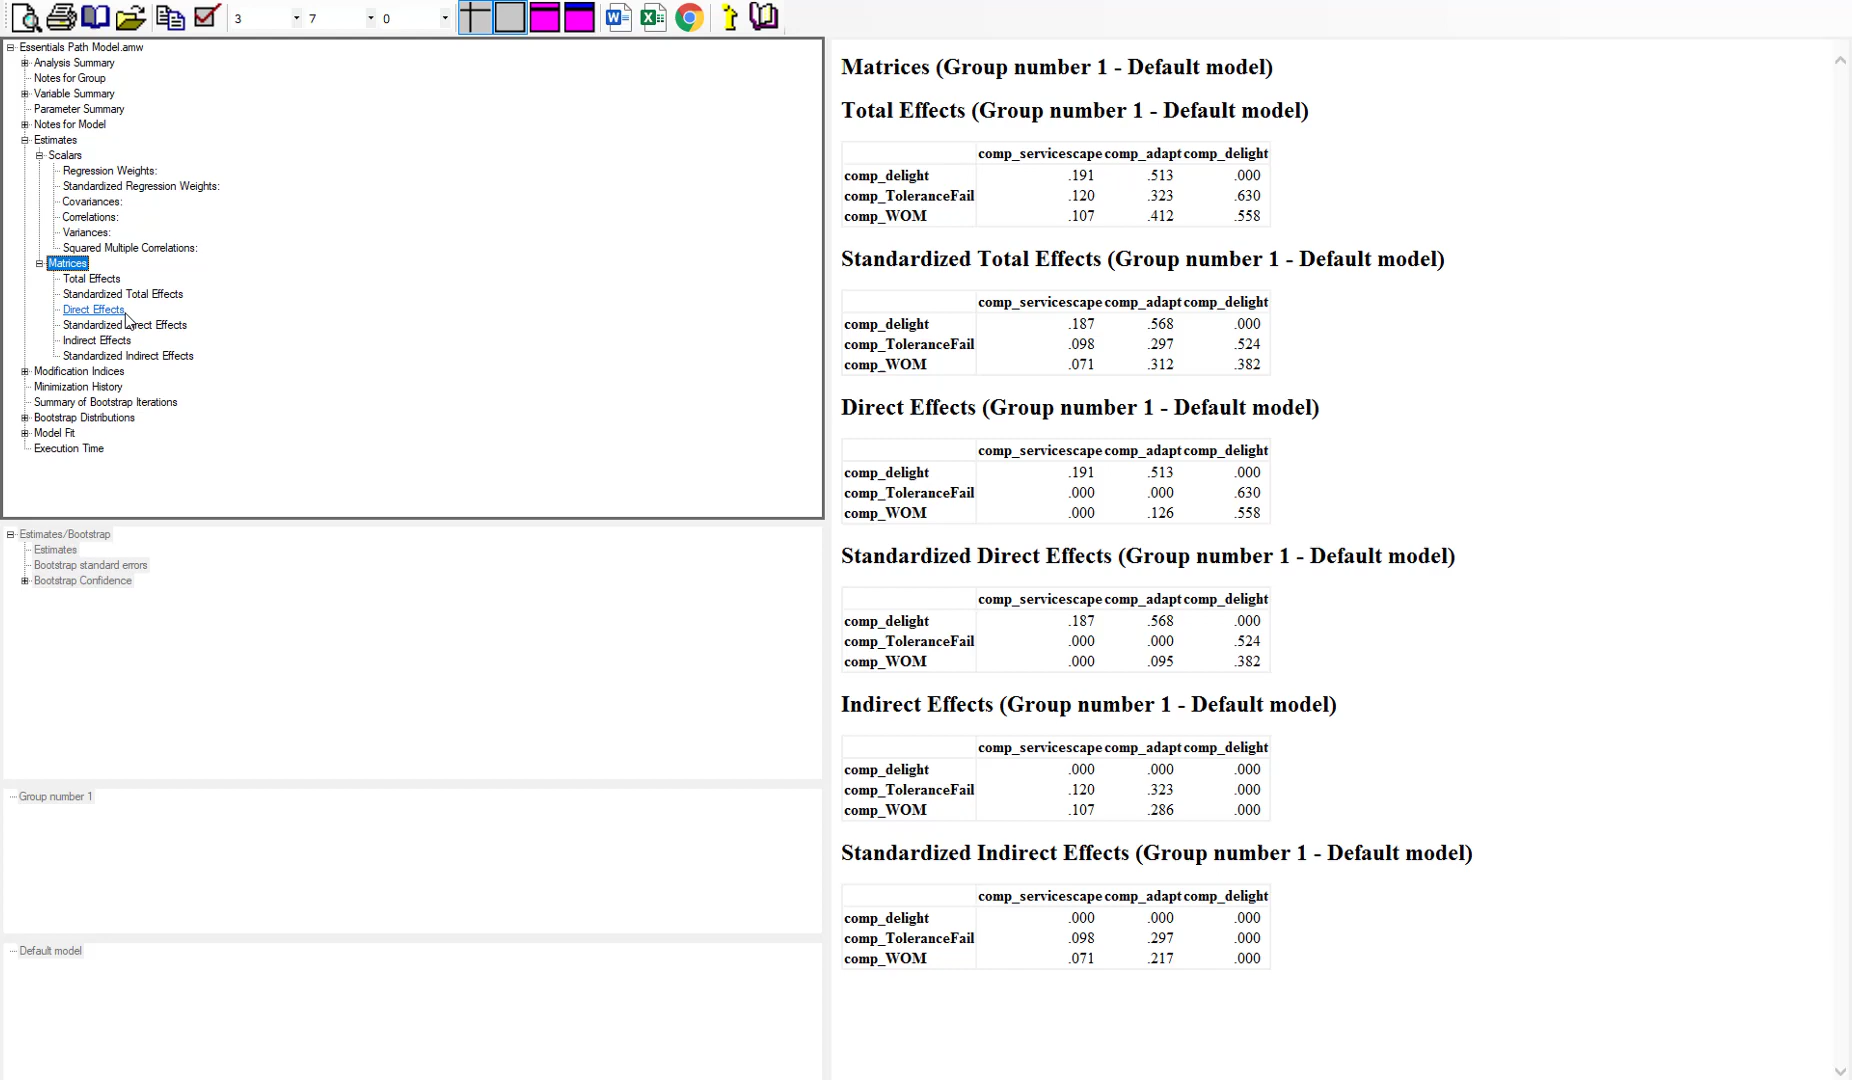 3 7 0
Essentials Path Model.amw
Analysis Summary
Notes for Group
Variable Summary
Parameter Summary
Notes for Model
Estimates
Scalars
Regression Weights:
Standardized Regression Weights:
Covariances:
Correlations:
Variances:
Squared Multiple Correlations:
Matrices
Total Effects
Standardized Total Effects
Direct Effects
Standardized Direct Effects
Indirect Effects
Standardized Indirect Effects
Modification Indices
Minimization History
Summary of Bootstrap Iterations
Bootstrap Distributions
Model Fit
Execution Time
Estimates/Bootstrap
Estimates
Bootstrap standard errors
Bootstrap Confidence
Group number 1
Default model
Matrices (Group number 1 - Default model)
Total Effects (Group number 1 - Default model)
comp_servicescape comp_adapt comp_delight
comp_delight .191 .513 .000
comp_ToleranceFail .120 .323 .630
comp_WOM .107 .412 .558
Standardized Total Effects (Group number 1 - Default model)
comp_servicescape comp_adapt comp_delight
comp_delight .187 .568 .000
comp_ToleranceFail .098 .297 .524
comp_WOM .071 .312 .382
Direct Effects (Group number 1 - Default model)
comp_servicescape comp_adapt comp_delight
comp_delight .191 .513 .000
comp_ToleranceFail .000 .000 .630
comp_WOM .000 .126 .558
Standardized Direct Effects (Group number 1 - Default model)
comp_servicescape comp_adapt comp_delight
comp_delight .187 .568 .000
comp_ToleranceFail .000 .000 .524
comp_WOM .000 .095 .382
Indirect Effects (Group number 1 - Default model)
comp_servicescape comp_adapt comp_delight
comp_delight .000 .000 .000
comp_ToleranceFail .120 .323 .000
comp_WOM .107 .286 .000
Standardized Indirect Effects (Group number 1 - Default model)
comp_servicescape comp_adapt comp_delight
comp_delight .000 .000 .000
comp_ToleranceFail .098 .297 .000
comp_WOM .071 .217 .000